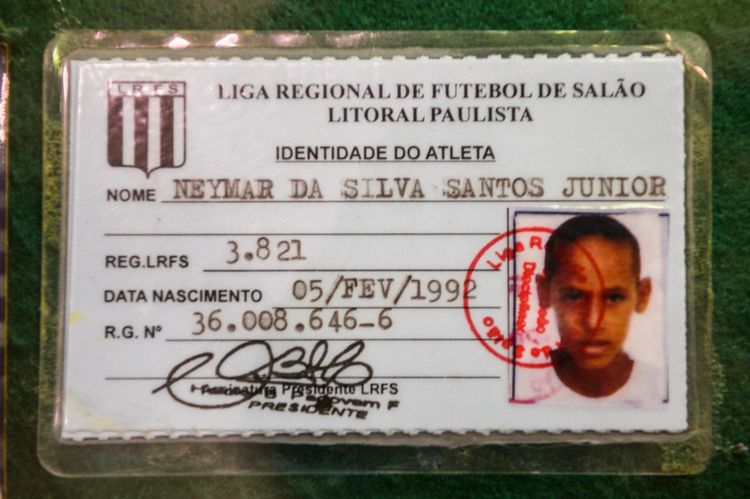 LRFS
LIGA REGIONAL DE FUTEBOL DE SALÃO
LITORAL PAULISTA
IDENTIDADE DO ATLETA
NOME NEYMAR DA SILVA SANTOS JUNIOR
REG.LRFS 3.821
DATA NASCIMENTO 05/FEV/1992
R.G. Nº 36.008.646-6
Assinatura Presidente LRFS
PRESIDENTE